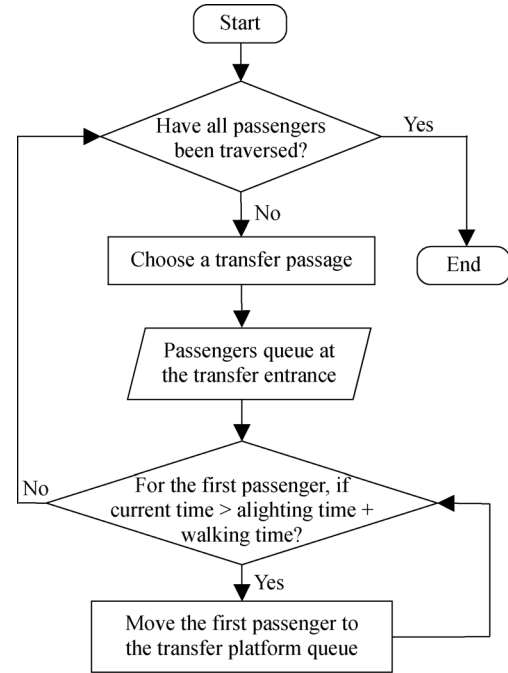 Start
Have all passengers
been traversed?
Yes
No
Choose a transfer passage
End
Passengers queue at
the transfer entrance
No
For the first passenger, if
current time > alighting time +
walking time?
Yes
Move the first passenger to
the transfer platform queue